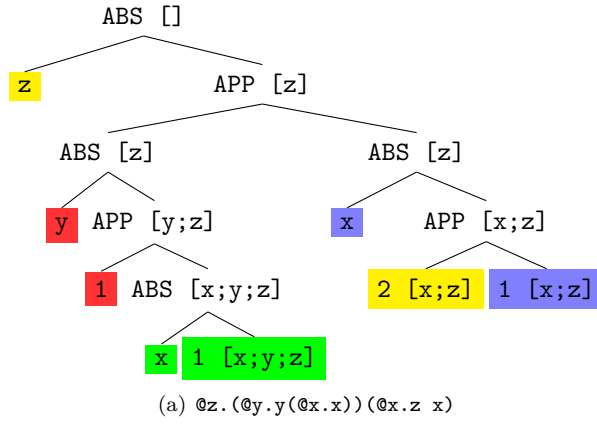 ABS []
z APP [z]
ABS [z] ABS [z]
y APP [y;z] x APP [x;z]
1 ABS [x;y;z] 2 [x;z] 1 [x;z]
x 1 [x;y;z]
(a) @z.(@y.y(@x.x))(@x.z x)